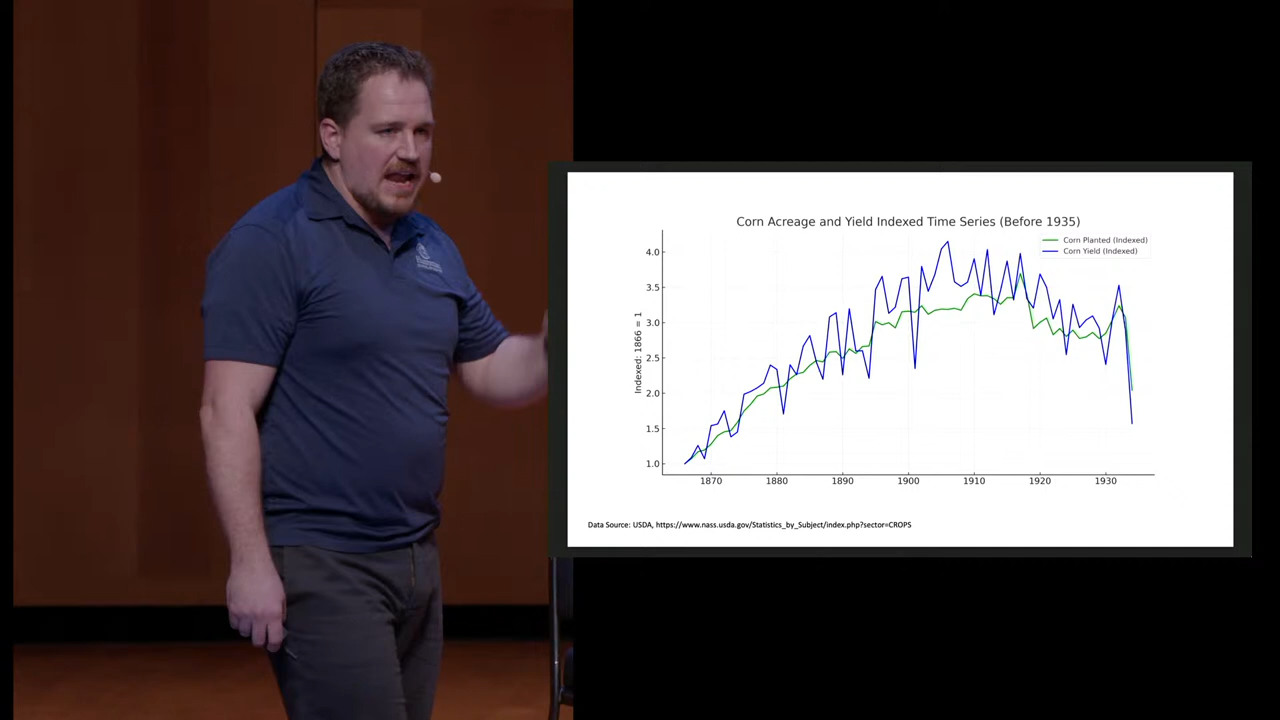 Corn Acreage and Yield Indexed Time Series (Before 1935)
Corn Planted (Indexed)
Corn Yield (Indexed)
Indexed: 1866 = 1
4.0
3.5
3.0
2.5
2.0
1.5
1.0
1870 1880 1890 1900 1910 1920 1930
Data Source: USDA, https://www.nass.usda.gov/Statistics_by_Subject/index.php?sector=CROPS